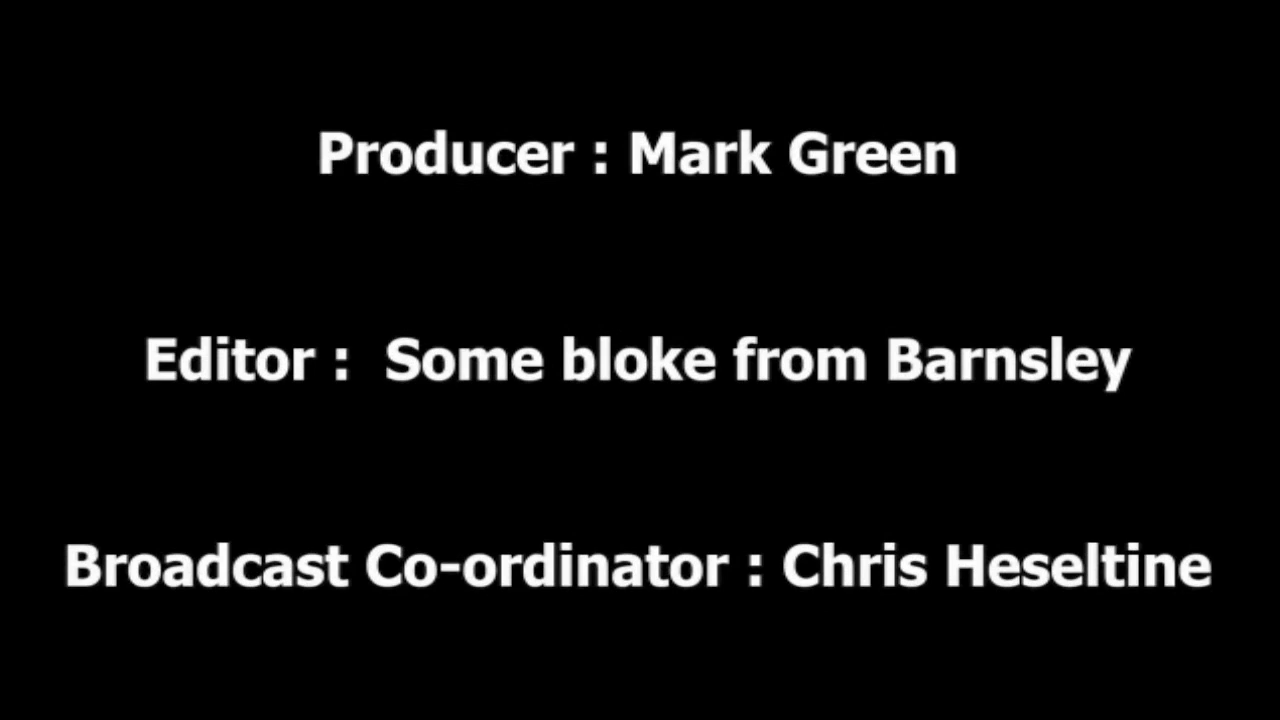 Producer : Mark Green
Editor :  Some bloke from Barnsley
Broadcast Co-ordinator : Chris Heseltine